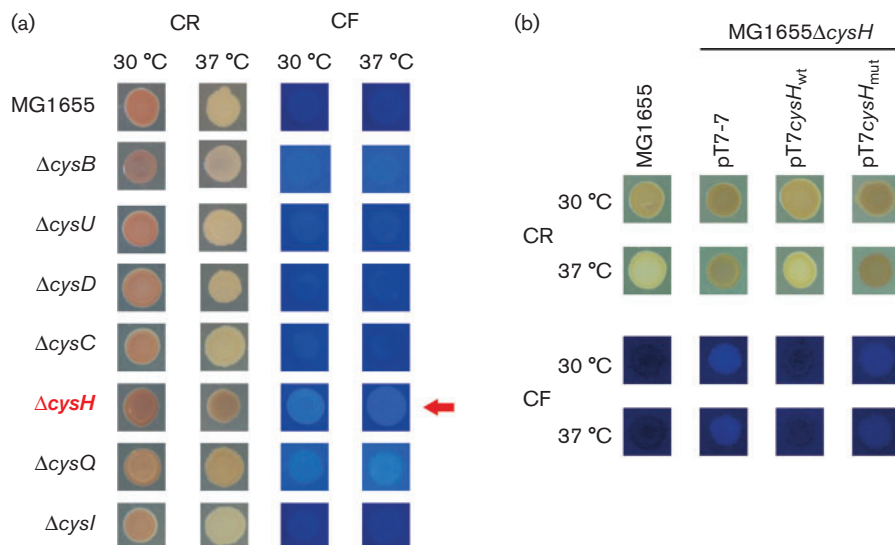 (a)
CR CF
30 °C 37 °C 30 °C 37 °C
MG1655
ΔcysB
ΔcysU
ΔcysD
ΔcysC
ΔcysH
ΔcysQ
ΔcysI
(b)
MG1655ΔcysH
MG1655
pT7-7
pT7cysHwt
pT7cysHmut
30 °C
CR
37 °C
30 °C
CF
37 °C